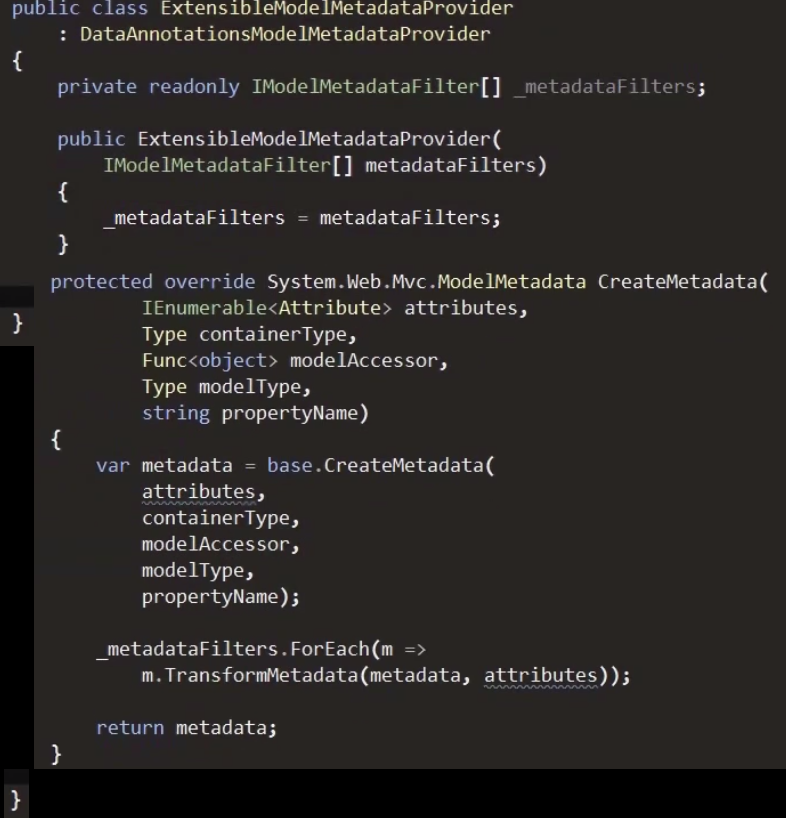 public class ExtensibleModelMetadataProvider
: DataAnnotationsModelMetadataProvider
{
private readonly IModelMetadataFilter[] _metadataFilters;
public ExtensibleModelMetadataProvider(
IModelMetadataFilter[] metadataFilters)
{
_metadataFilters = metadataFilters;
}
protected override System.Web.Mvc.ModelMetadata CreateMetadata(
IEnumerable<Attribute> attributes,
}
Type containerType,
Func<object> modelAccessor,
Type modelType,
string propertyName)
{
var metadata = base.CreateMetadata(
attributes,
containerType,
modelAccessor,
modelType,
propertyName);
_metadataFilters.ForEach(m =>
m.TransformMetadata(metadata, attributes));
return metadata;
}
}